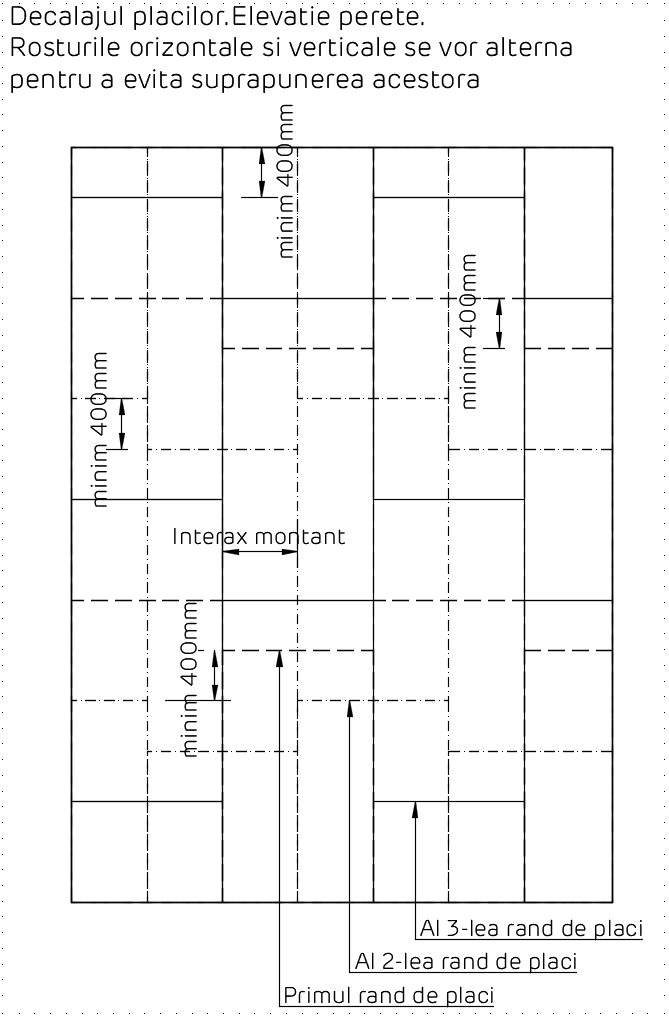 Decalajul placilor.Elevatie perete.
Rosturile orizontale si verticale se vor alterna
pentru a evita suprapunerea acestora
minim 400mm
minim 400mm
minim 400mm
Interax montant
minim 400mm
Al 3-lea rand de placi
Al 2-lea rand de placi
Primul rand de placi